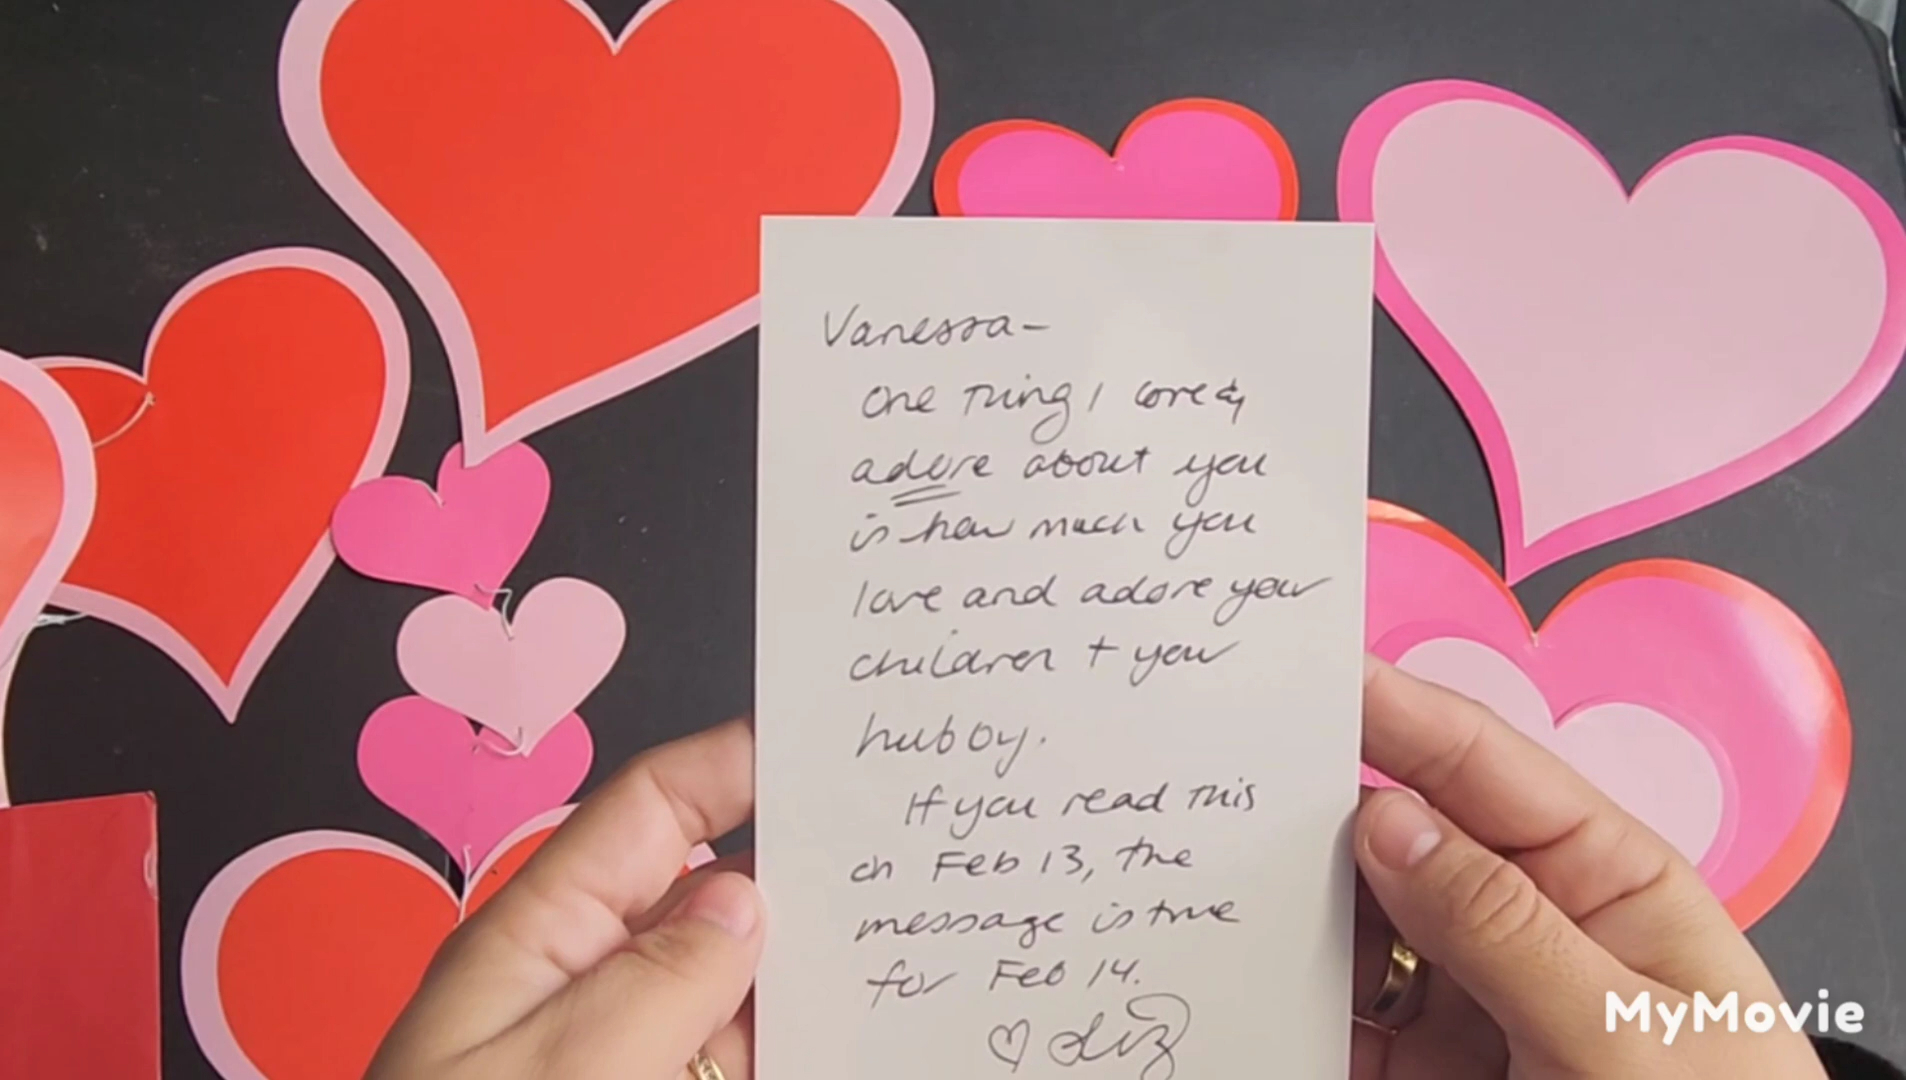 Vanessa-
One thing I love &
adore about you
is how much you
love and adore your
children + your
hubby.
If you read this
on Feb 13, the
message is true
for Feb 14.
♡ Liz
MyMovie